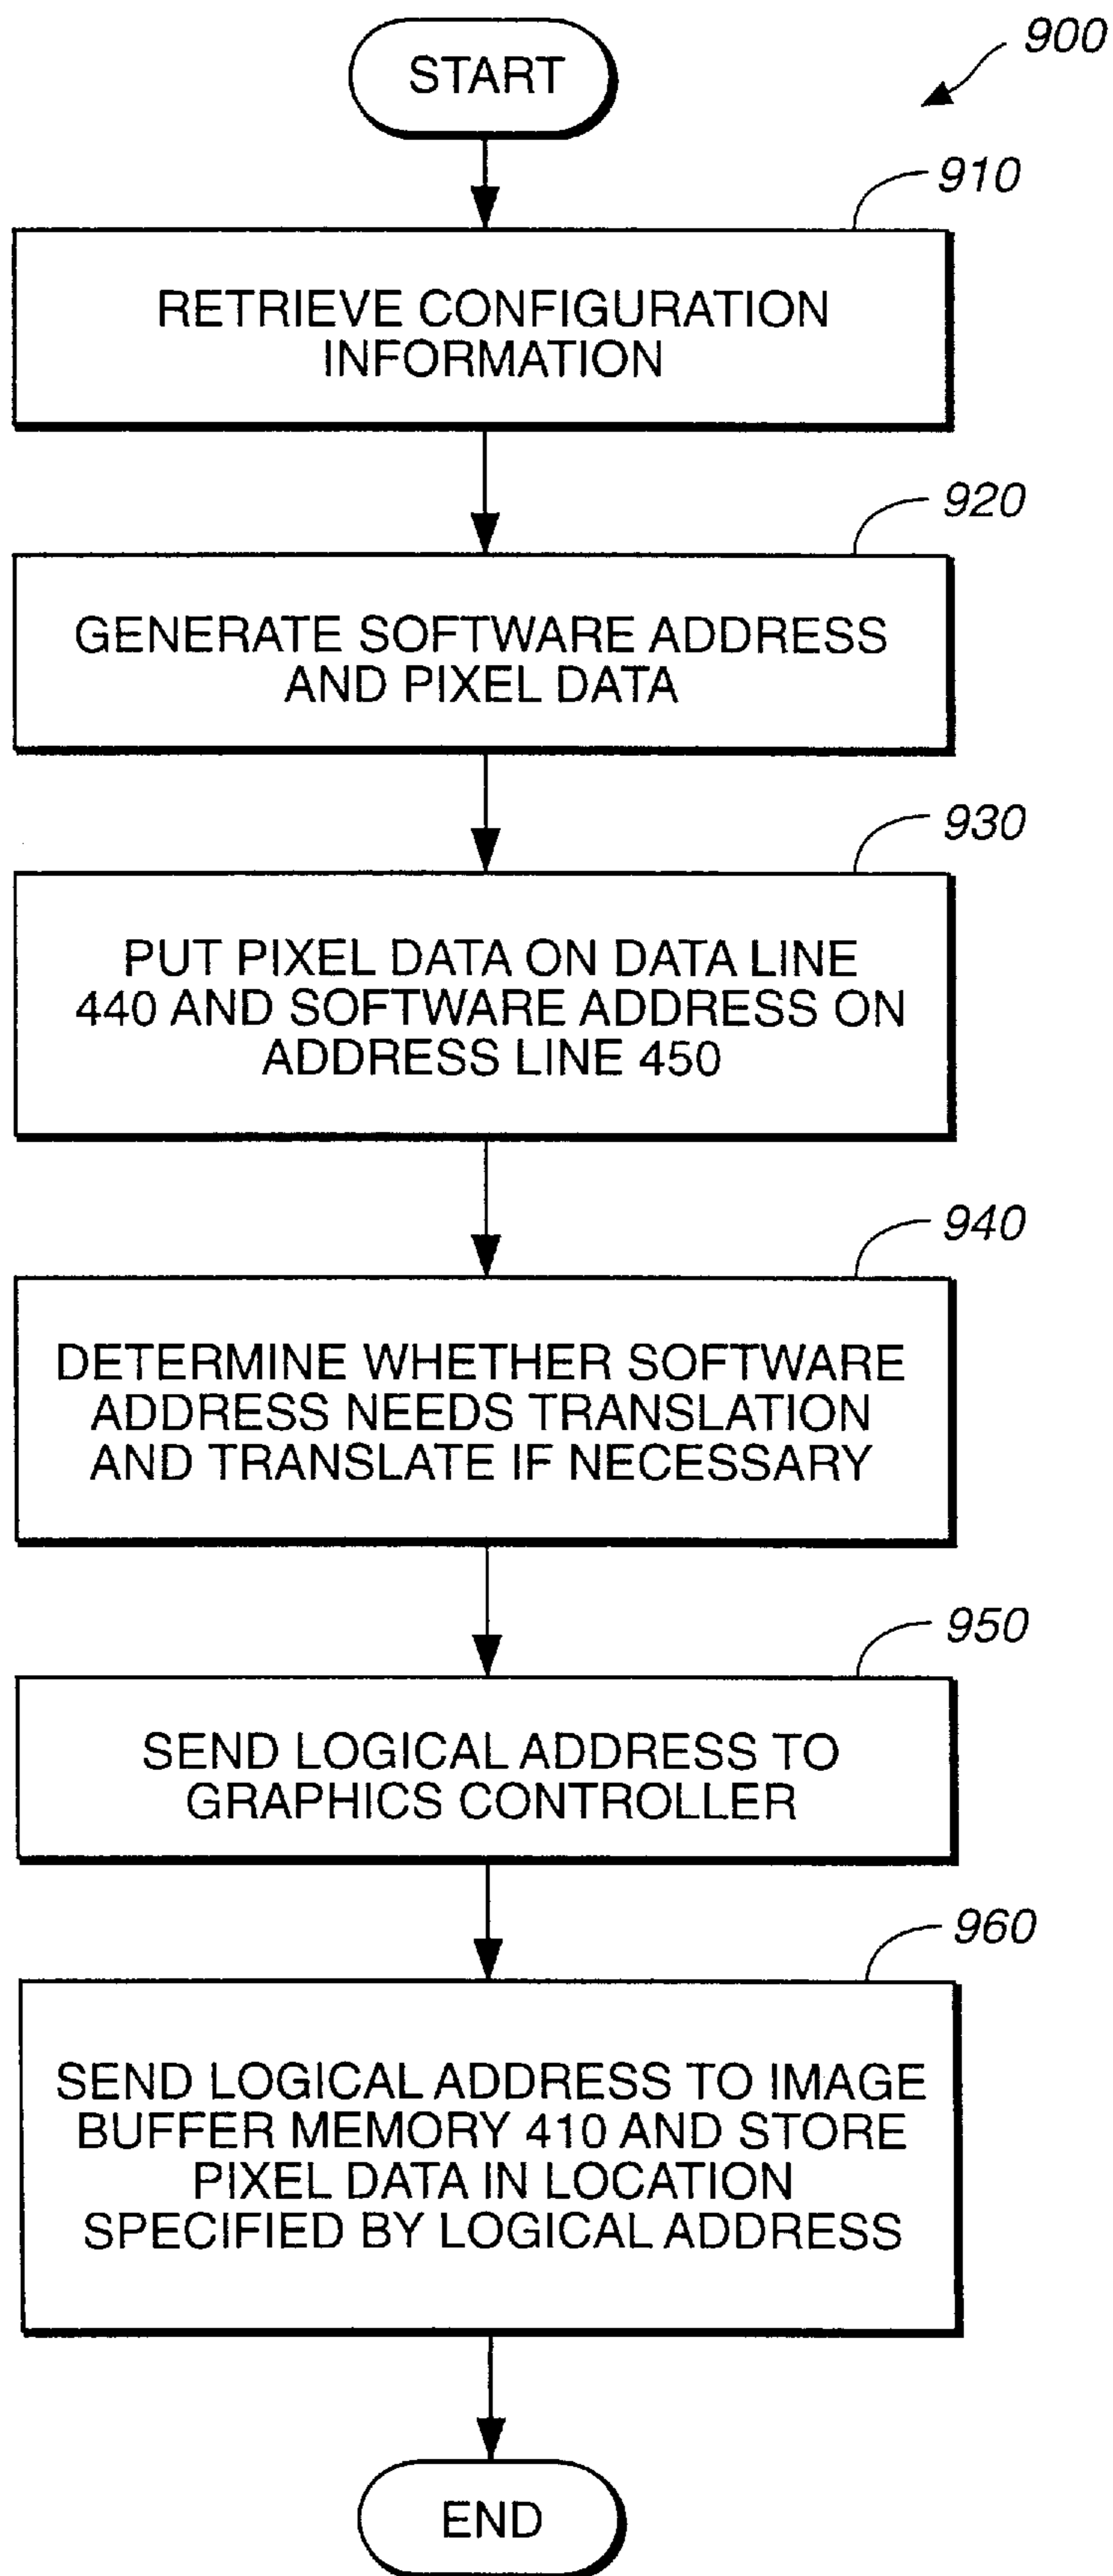 START
900
910
RETRIEVE CONFIGURATION
INFORMATION
920
GENERATE SOFTWARE ADDRESS
AND PIXEL DATA
930
PUT PIXEL DATA ON DATA LINE
440 AND SOFTWARE ADDRESS ON
ADDRESS LINE 450
940
DETERMINE WHETHER SOFTWARE
ADDRESS NEEDS TRANSLATION
AND TRANSLATE IF NECESSARY
950
SEND LOGICAL ADDRESS TO
GRAPHICS CONTROLLER
960
SEND LOGICAL ADDRESS TO IMAGE
BUFFER MEMORY 410 AND STORE
PIXEL DATA IN LOCATION
SPECIFIED BY LOGICAL ADDRESS
END